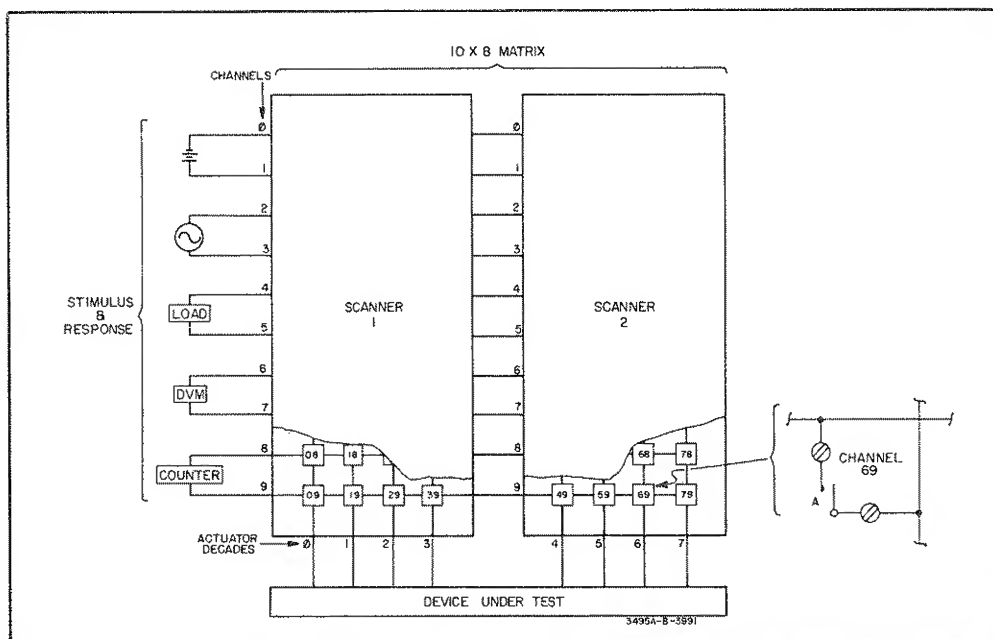 10 X 8 MATRIX
CHANNELS
0
1
2
3
4
5
6
7
8
9
STIMULUS
&
RESPONSE
LOAD
DVM
COUNTER
SCANNER
1
0
1
2
3
4
5
6
7
8
9
SCANNER
2
08 18
09 19 29 39
68 78
49 59 69 79
CHANNEL
69
A
ACTUATOR
DECADES
0 1 2 3
4 5 6 7
DEVICE UNDER TEST
3495A-B-3991